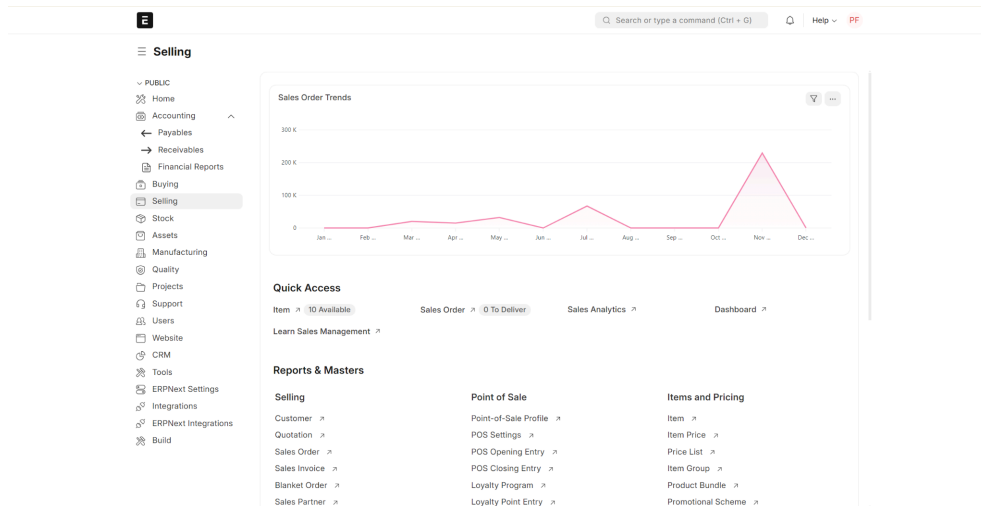 E
Search or type a command (Ctrl + G)
Help
PF
Selling
PUBLIC
Home
Accounting
Payables
Receivables
Financial Reports
Buying
Selling
Stock
Assets
Manufacturing
Quality
Projects
Support
Users
Website
CRM
Tools
ERPNext Settings
Integrations
ERPNext Integrations
Build
Sales Order Trends
300 K
200 K
100 K
0
Jan ... Feb ... Mar ... Apr ... May ... Jun ... Jul ... Aug ... Sep ... Oct ... Nov ... Dec ...
Quick Access
Item 10 Available Sales Order 0 To Deliver Sales Analytics Dashboard
Learn Sales Management
Reports & Masters
Selling
Customer
Quotation
Sales Order
Sales Invoice
Blanket Order
Sales Partner
Point of Sale
Point-of-Sale Profile
POS Settings
POS Opening Entry
POS Closing Entry
Loyalty Program
Loyalty Point Entry
Items and Pricing
Item
Item Price
Price List
Item Group
Product Bundle
Promotional Scheme